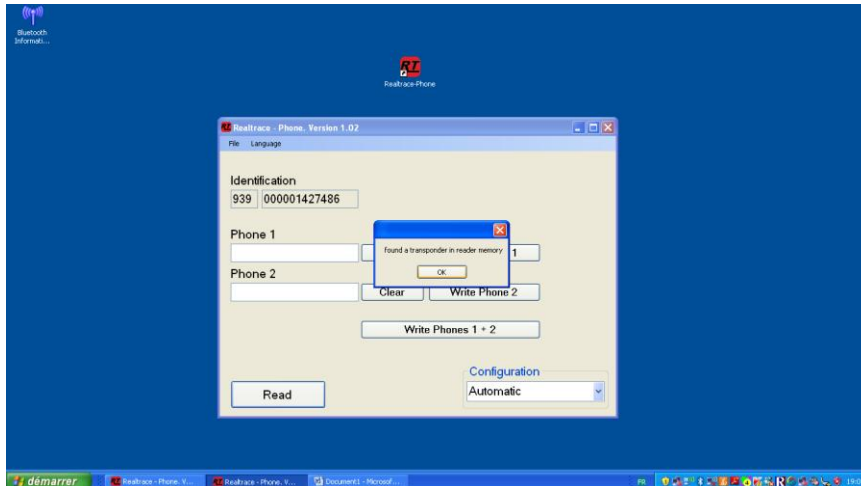 Bluetooth
Informati...
RT
Realtrace-Phone
Realtrace - Phone. Version 1.02
File Language
Identification
939 000001427486
Phone 1
found a transponder in reader memory
1
OK
Phone 2
Clear Write Phone 2
Write Phones 1 + 2
Configuration
Automatic
Read
démarrer Realtrace - Phone. V... Realtrace - Phone. V... Document1 - Microsof... FR